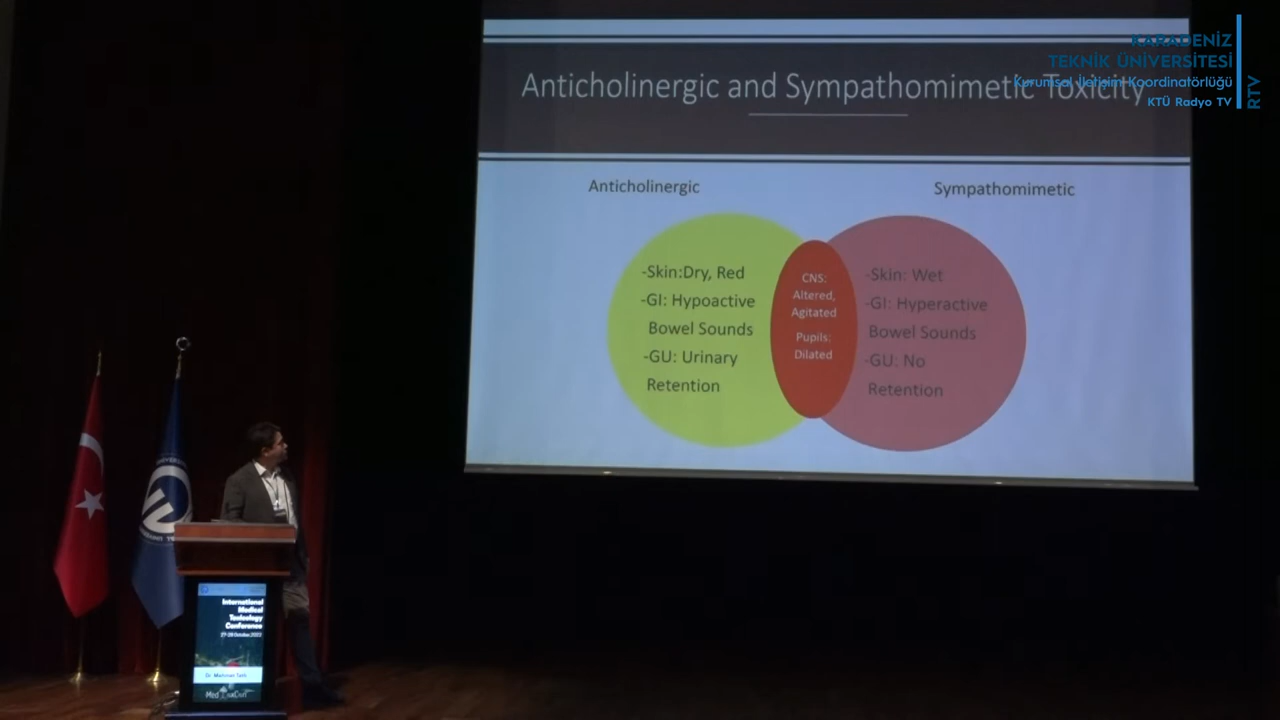 KARADENİZ
TEKNİK ÜNİVERSİTESİ
Kurumsal İletişim Koordinatörlüğü
KTÜ Radyo TV
RTV
Anticholinergic and Sympathomimetic Toxicity
Anticholinergic
Sympathomimetic
-Skin:Dry, Red
-GI: Hypoactive
Bowel Sounds
-GU: Urinary
Retention
CNS:
Altered,
Agitated
Pupils:
Dilated
-Skin: Wet
-GI: Hyperactive
Bowel Sounds
-GU: No
Retention
International
Medical
Toxicology
Conference
Dr. Mehmet